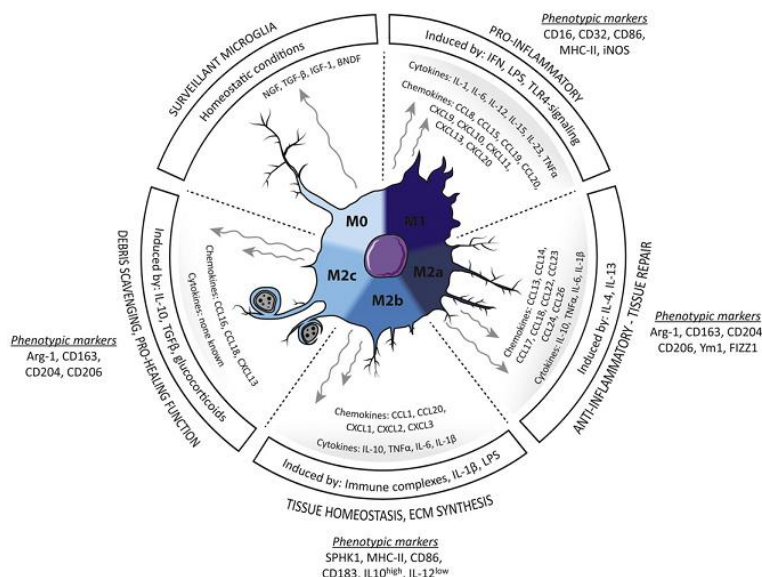 Phenotypic markers
CD16, CD32, CD86,
MHC-II, iNOS
PRO-INFLAMMATORY
Induced by: IFN, LPS, TLR4-signaling
Cytokines: IL-1, IL-6, IL-12, IL-15, IL-23, TNFα
Chemokines: CCL8, CCL15, CCL19, CCL20,
CXCL9, CXCL10, CXCL11,
CXCL13, CXCL20
SURVEILLANT MICROGLIA
Homeostatic conditions
NGF, TGF-β, IGF-1, BNDF
M0
M1
M2a
M2b
M2c
ANTI-INFLAMMATORY - TISSUE REPAIR
Induced by: IL-4, IL-13
Chemokines: CCL13, CCL14,
CCL17, CCL18, CCL22, CCL23
CCL24, CCL26
Cytokines: IL-10, TNFα, IL-6, IL-1β
Phenotypic markers
Arg-1, CD163, CD204
CD206, Ym1, FIZZ1
DEBRIS SCAVENGING, PRO-HEALING FUNCTION
Induced by: IL-10, TGFβ, glucocorticoids
Chemokines: CCL16, CCL18, CXCL13
Cytokines: none known
Phenotypic markers
Arg-1, CD163,
CD204, CD206
Chemokines: CCL1, CCL20,
CXCL1, CXCL2, CXCL3
Cytokines: IL-10, TNFα, IL-6, IL-1β
Induced by: Immune complexes, IL-1β, LPS
TISSUE HOMEOSTASIS, ECM SYNTHESIS
Phenotypic markers
SPHK1, MHC-II, CD86,
CD183, IL10high, IL-12low